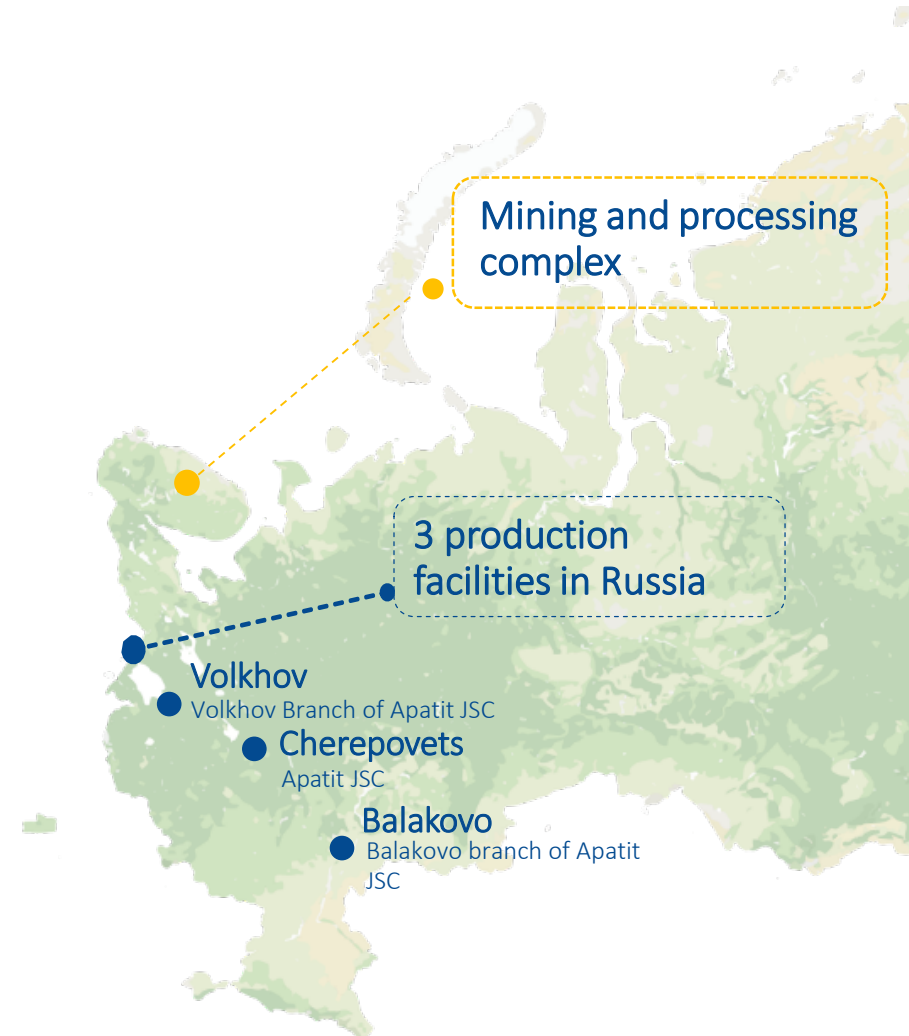 Mining and processing
complex
3 production
facilities in Russia
Volkhov
Volkhov Branch of Apatit JSC
Cherepovets
Apatit JSC
Balakovo
Balakovo branch of Apatit
JSC